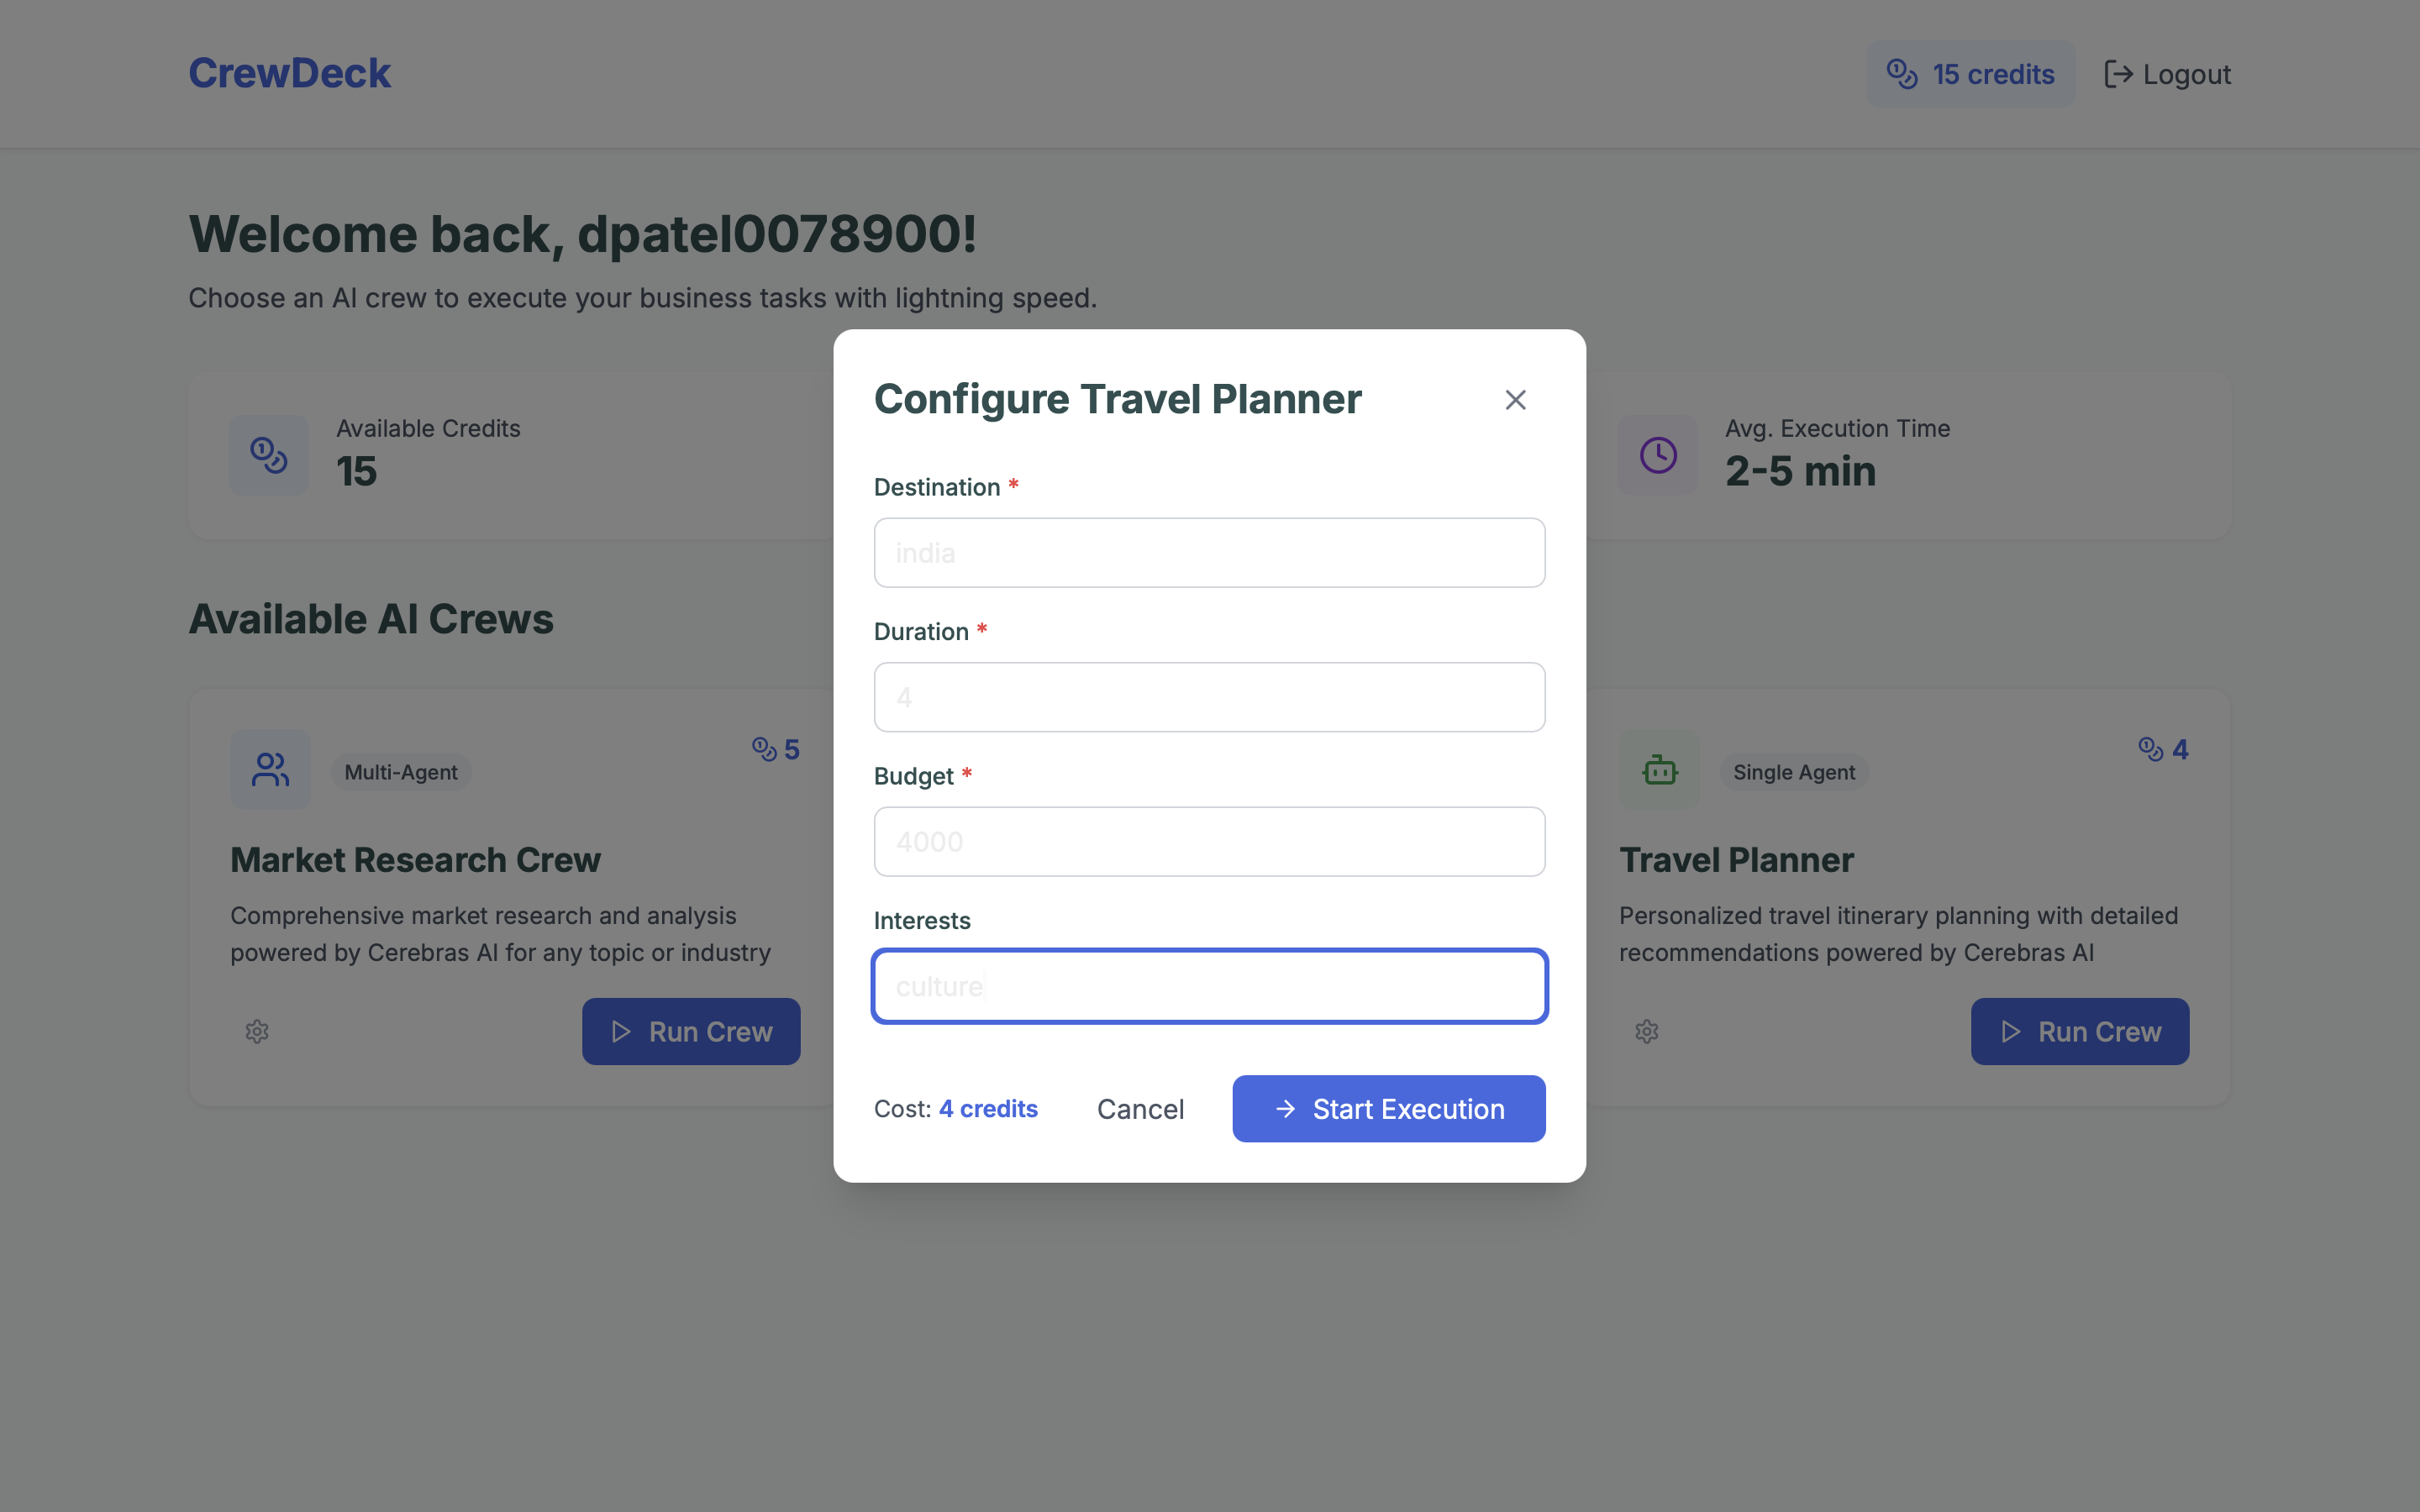 CrewDeck
15 credits
Logout
Welcome back, dpatel0078900!
Choose an AI crew to execute your business tasks with lightning speed.
Available Credits
15
Avg. Execution Time
2-5 min
Available AI Crews
Multi-Agent
5
Market Research Crew
Comprehensive market research and analysis
powered by Cerebras AI for any topic or industry
Run Crew
Configure Travel Planner
Destination *
india
Duration *
4
Budget *
4000
Interests
culture
Cost: 4 credits
Cancel
Start Execution
Single Agent
4
Travel Planner
Personalized travel itinerary planning with detailed
recommendations powered by Cerebras AI
Run Crew